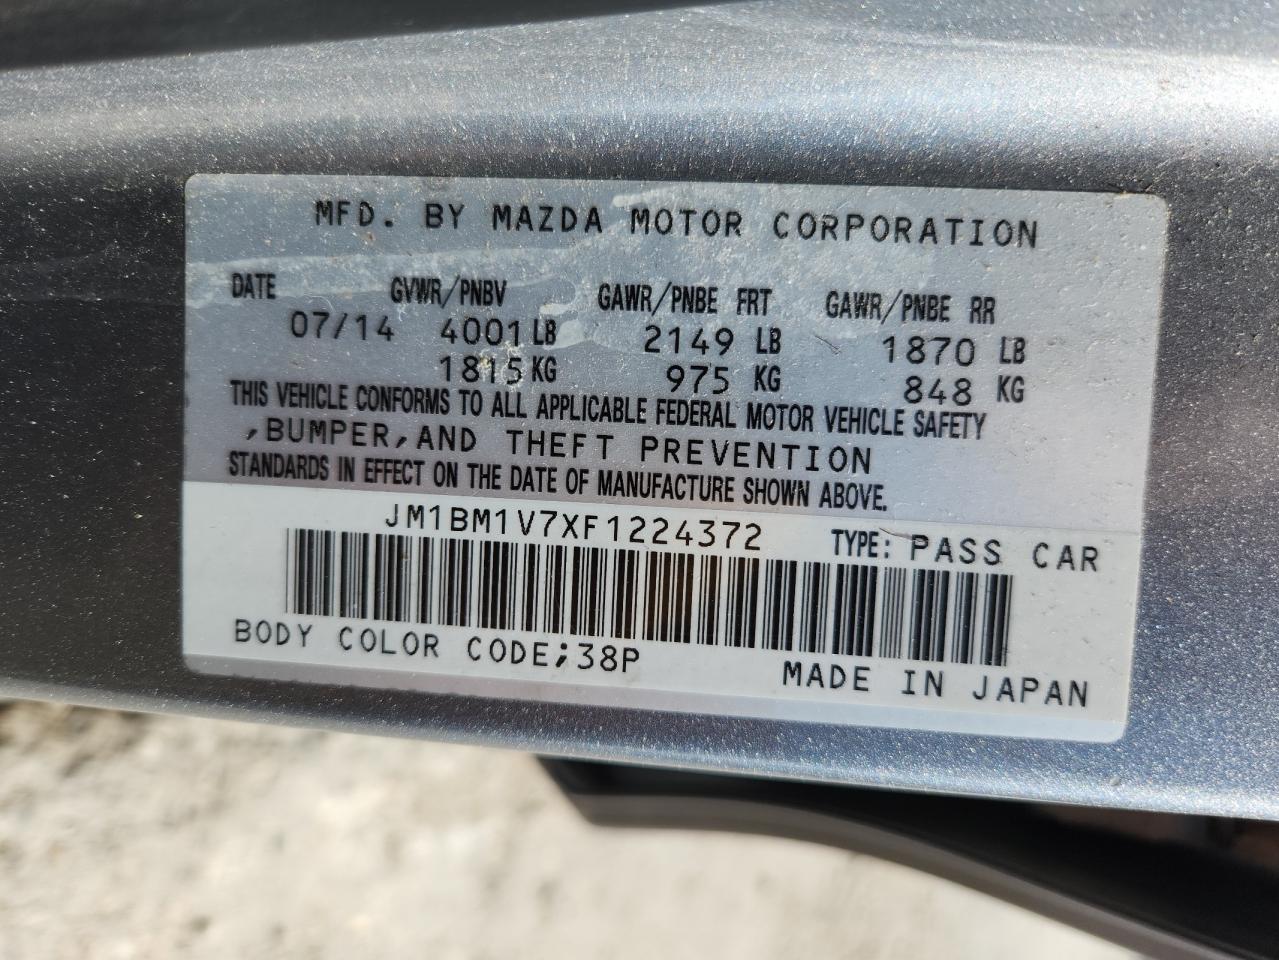 MFD. BY MAZDA MOTOR CORPORATION
DATE GVWR/PNBV GAWR/PNBE FRT GAWR/PNBE RR
07/14 4001 LB 2149 LB 1870 LB
1815 KG 975 KG 848 KG
THIS VEHICLE CONFORMS TO ALL APPLICABLE FEDERAL MOTOR VEHICLE SAFETY
,BUMPER,AND THEFT PREVENTION
STANDARDS IN EFFECT ON THE DATE OF MANUFACTURE SHOWN ABOVE.
JM1BM1V7XF1224372 TYPE: PASS CAR
BODY COLOR CODE;38P MADE IN JAPAN